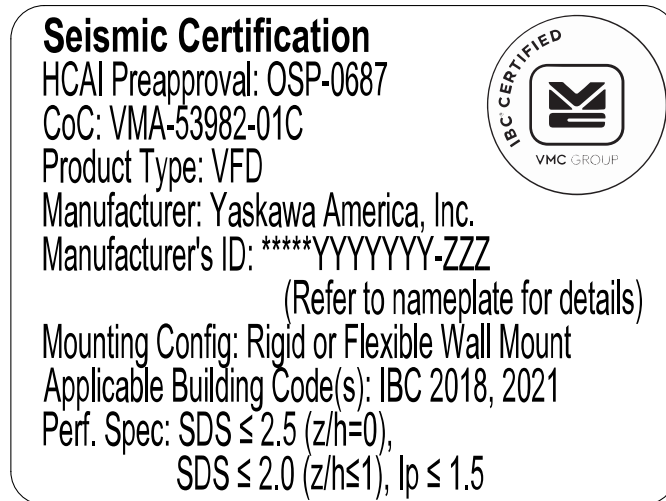 Seismic Certification
HCAI Preapproval: OSP-0687
CoC: VMA-53982-01C
Product Type: VFD
Manufacturer: Yaskawa America, Inc.
Manufacturer's ID: *****YYYYYYY-ZZZ
(Refer to nameplate for details)
Mounting Config: Rigid or Flexible Wall Mount
Applicable Building Code(s): IBC 2018, 2021
Perf. Spec: SDS ≤ 2.5 (z/h=0),
SDS ≤ 2.0 (z/h≤1), Ip ≤ 1.5
IBC® CERTIFIED
VMC GROUP